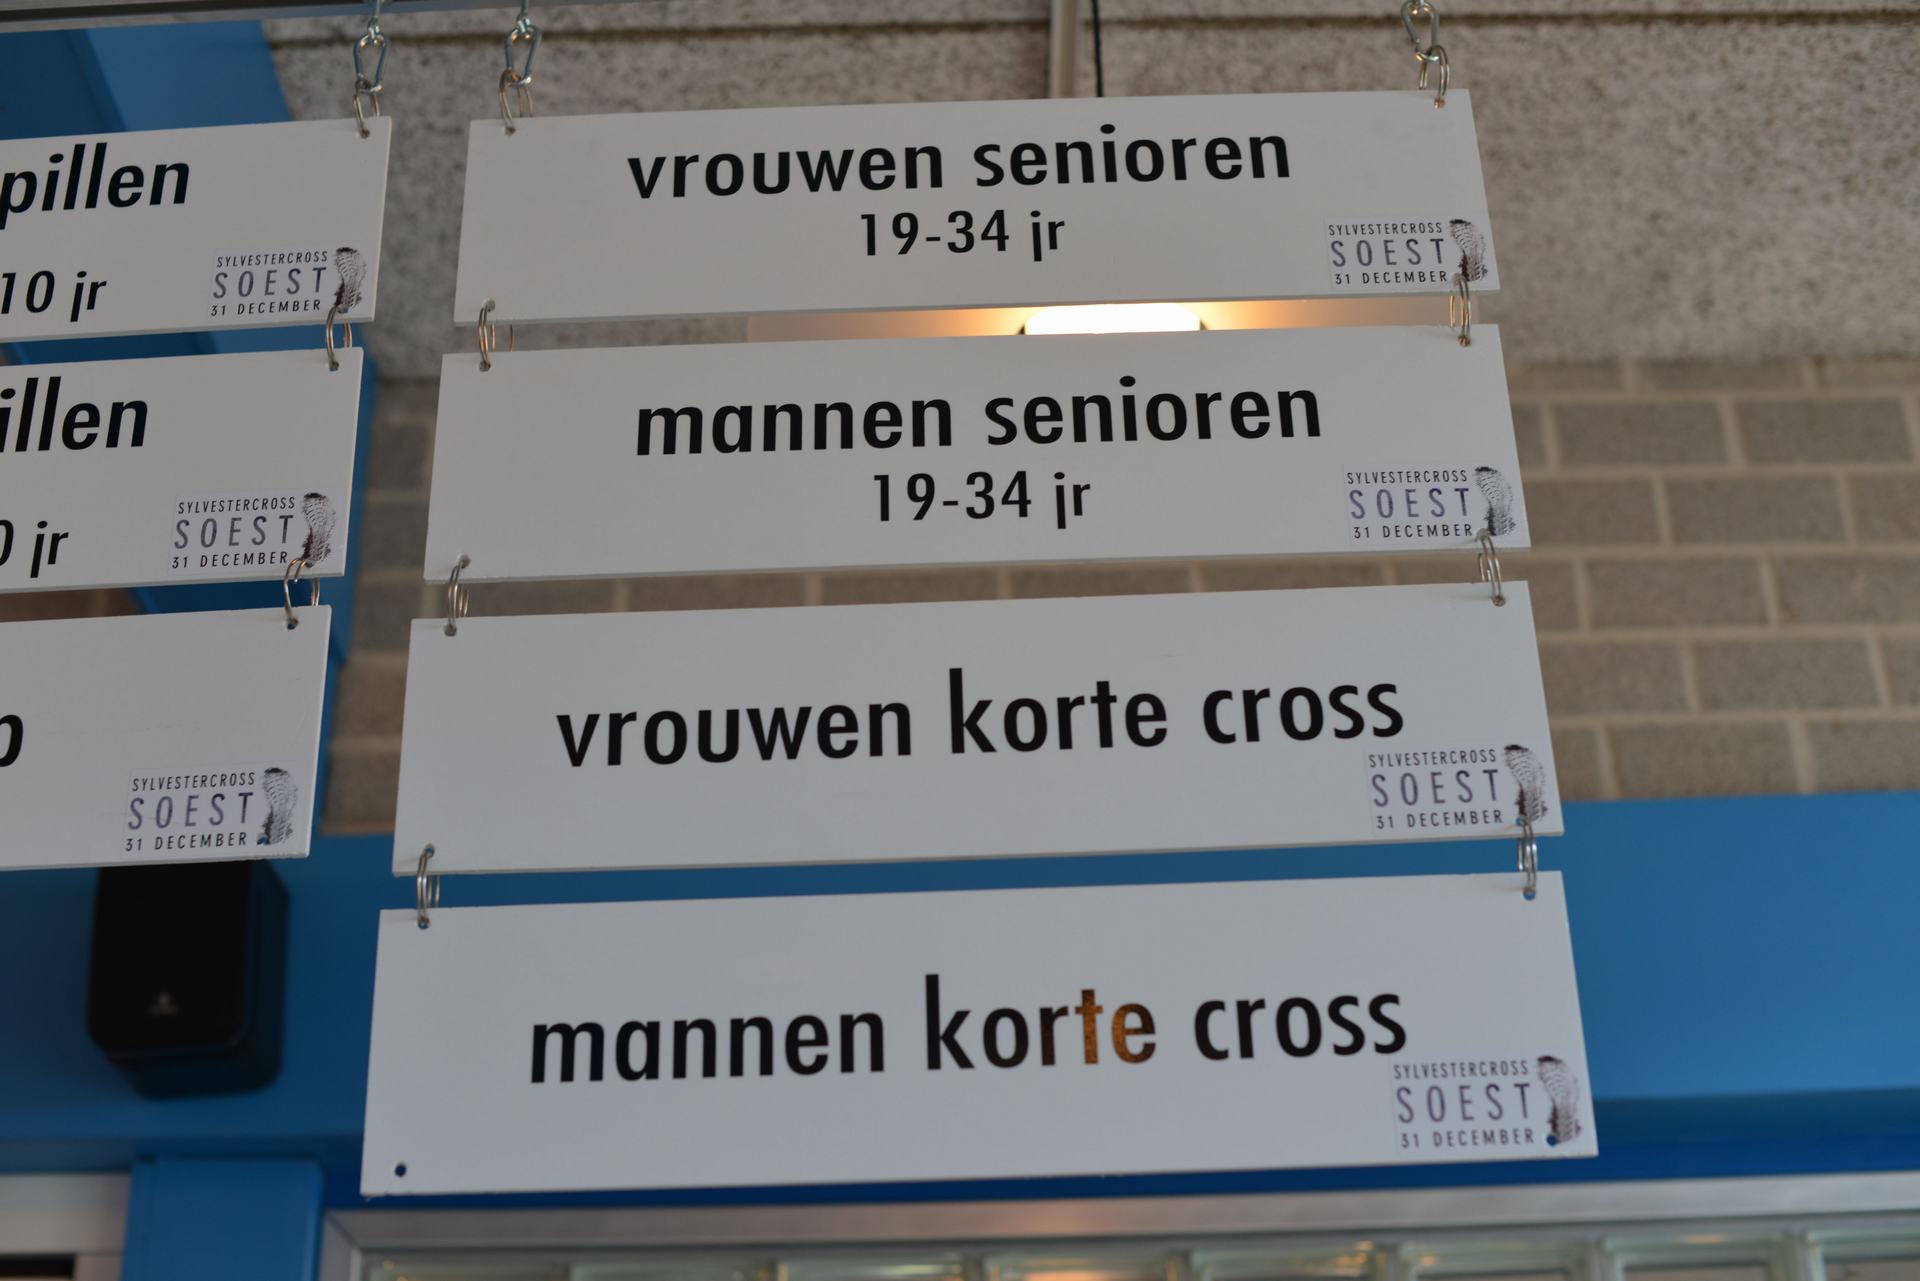 pillen
10 jr
SYLVESTERCROSS
SOEST
31 DECEMBER
illen
0 jr
SYLVESTERCROSS
SOEST
31 DECEMBER
SYLVESTERCROSS
SOEST
31 DECEMBER
vrouwen senioren
19-34 jr
SYLVESTERCROSS
SOEST
31 DECEMBER
mannen senioren
19-34 jr
SYLVESTERCROSS
SOEST
31 DECEMBER
vrouwen korte cross
SYLVESTERCROSS
SOEST
31 DECEMBER
mannen korte cross
SYLVESTERCROSS
SOEST
31 DECEMBER